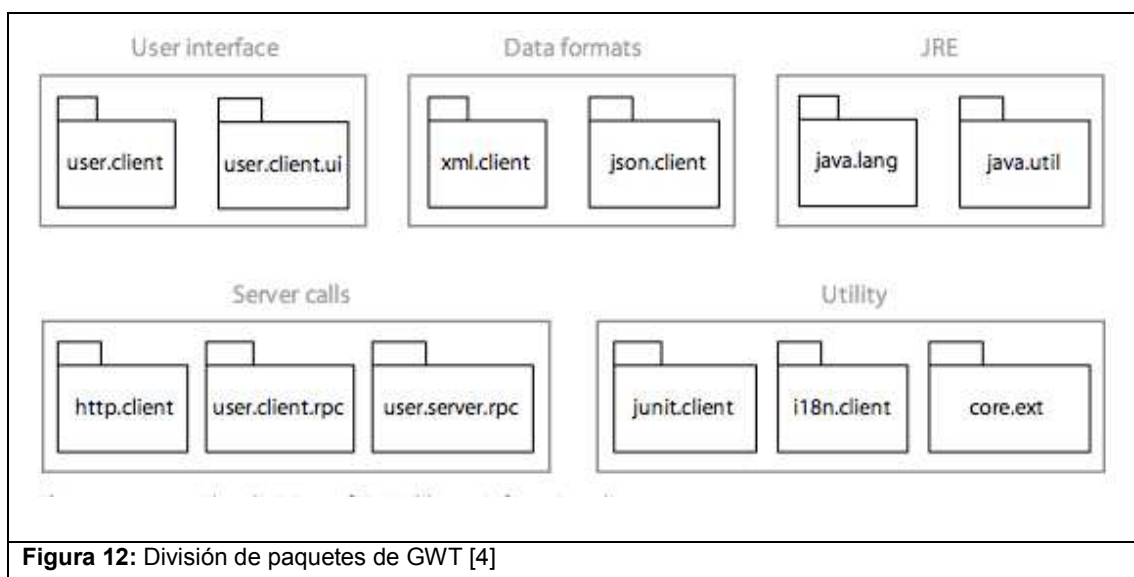 User interface Data formats JRE
user.client user.client.ui xml.client json.client java.lang java.util
Server calls Utility
http.client user.client.rpc user.server.rpc junit.client i18n.client core.ext
Figura 12: División de paquetes de GWT [4]